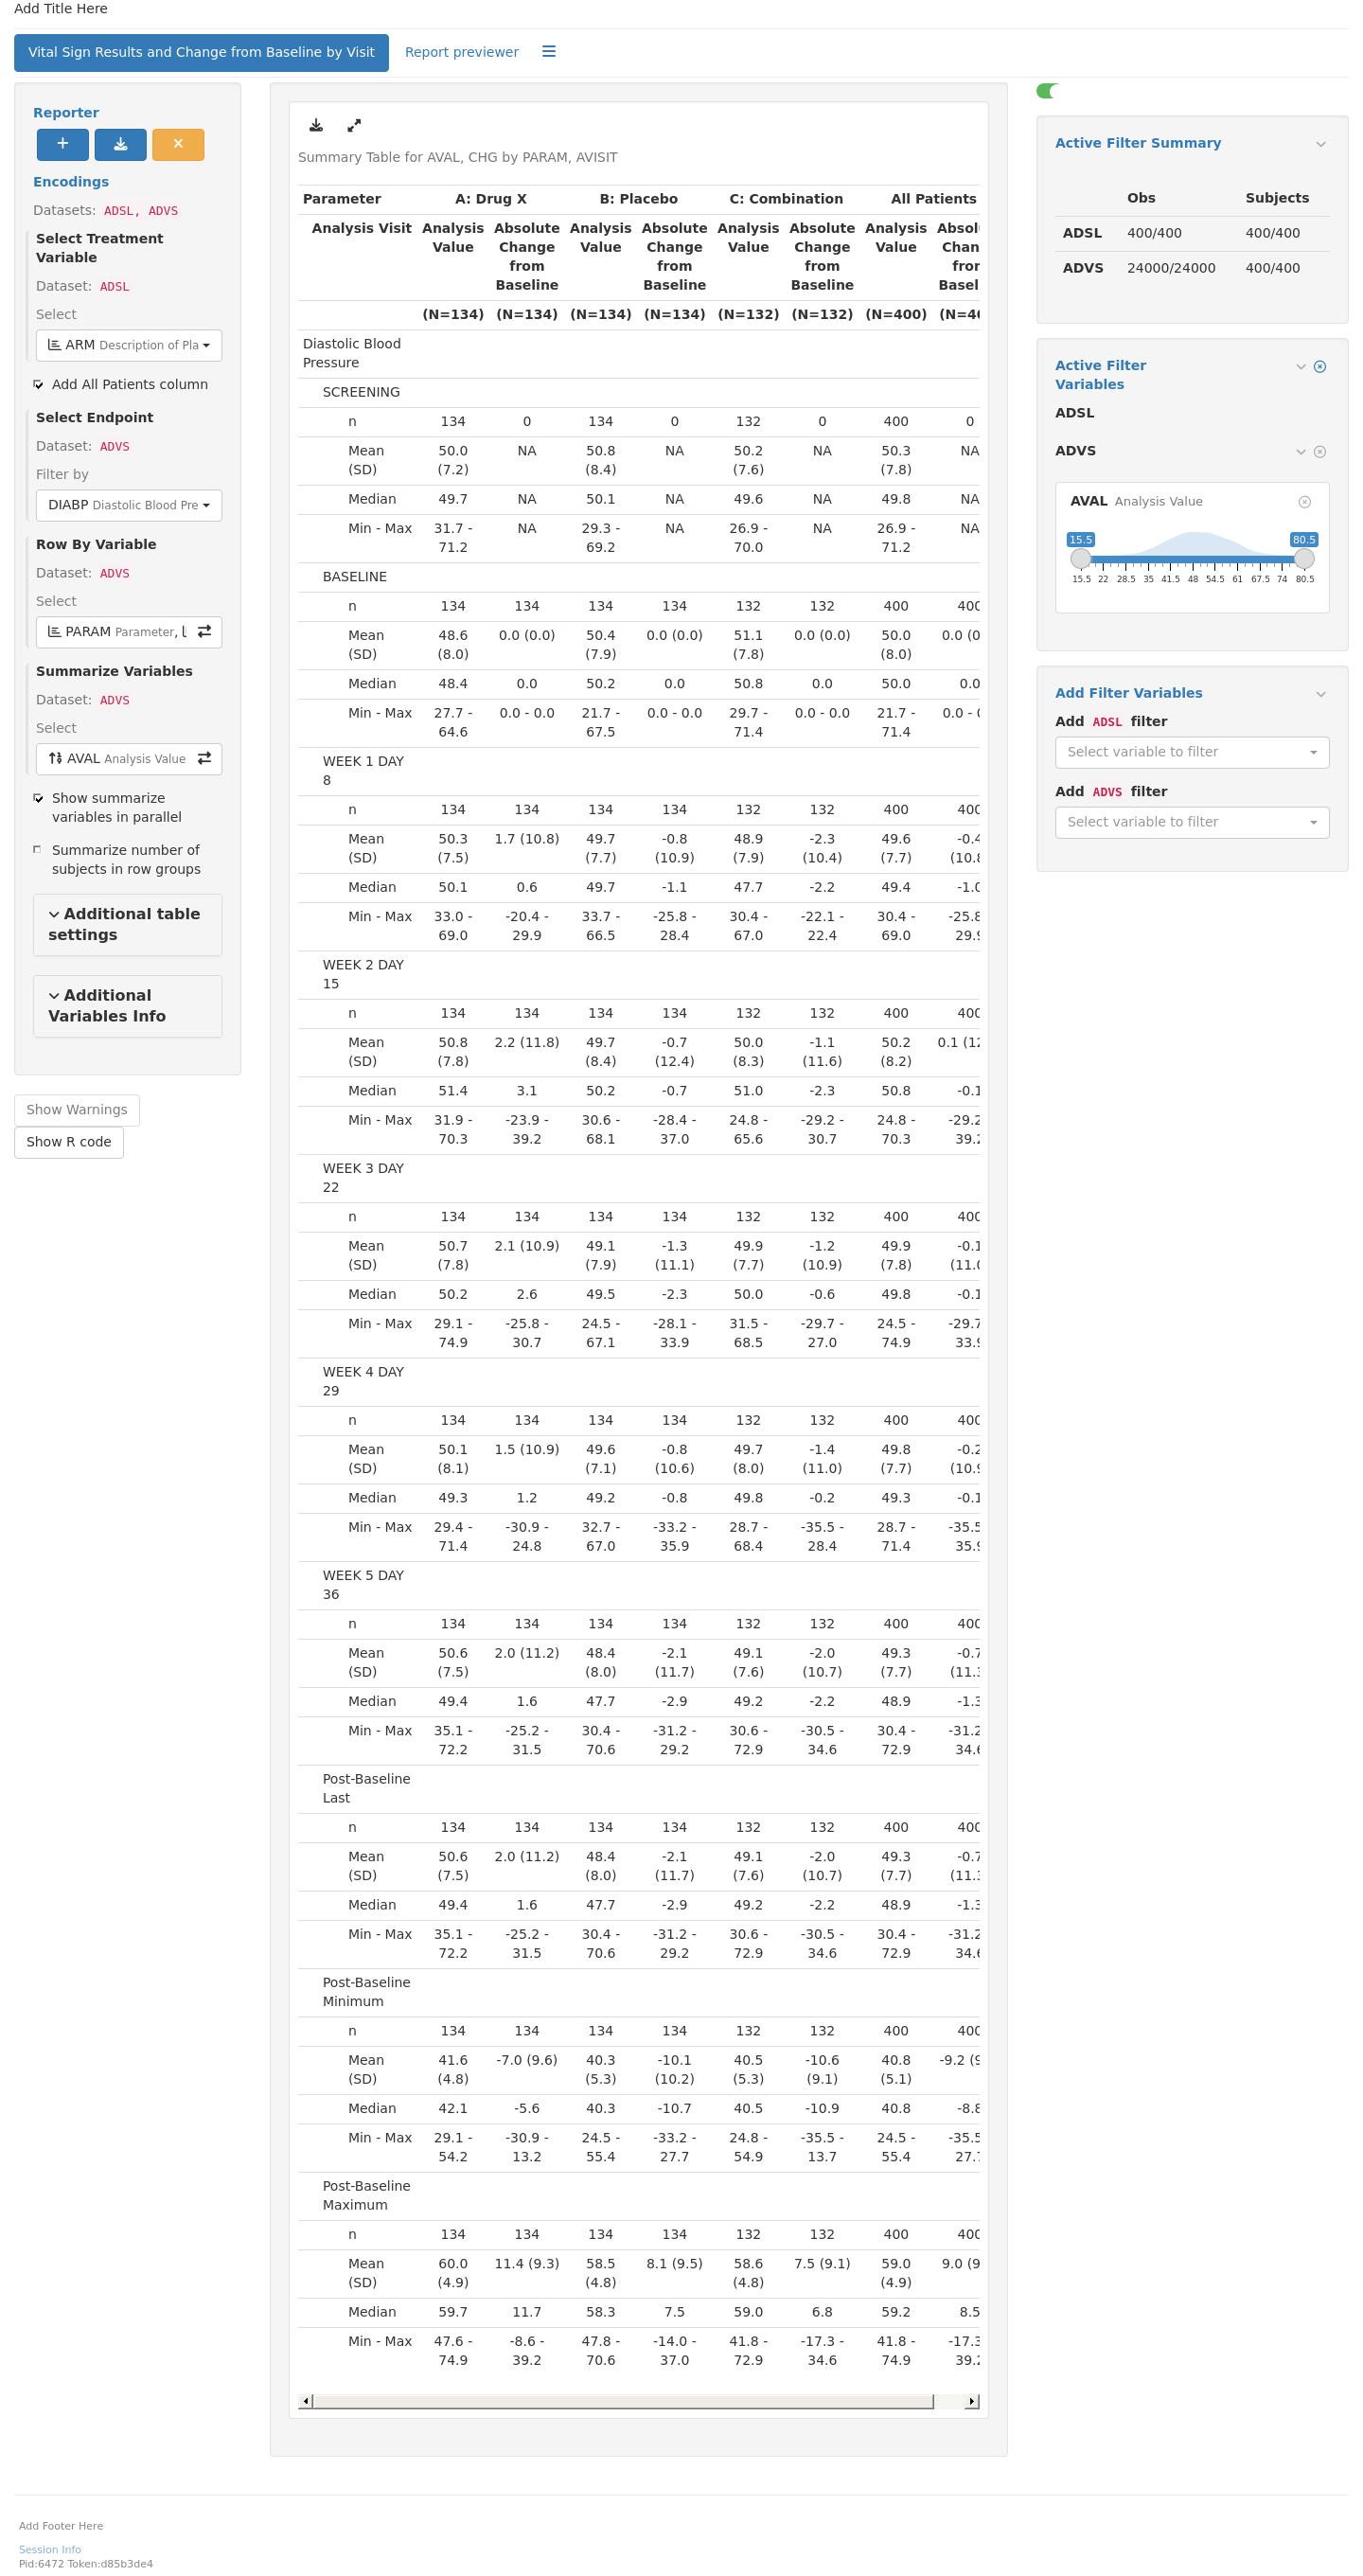 Add Title Here
Vital Sign Results and Change from Baseline by Visit Report previewer
Reporter
Encodings
Datasets: ADSL, ADVS
Select Treatment
Variable
Dataset: ADSL
Select
ARM Description of Pla
Add All Patients column
Select Endpoint
Dataset: ADVS
Filter by
DIABP Diastolic Blood Pre
Row By Variable
Dataset: ADVS
Select
PARAM Parameter,
Summarize Variables
Dataset: ADVS
Select
AVAL Analysis Value
Show summarize
variables in parallel
Summarize number of
subjects in row groups
Additional table
settings
Additional
Variables Info
Show Warnings
Show R code
Summary Table for AVAL, CHG by PARAM, AVISIT
Parameter A: Drug X B: Placebo C: Combination All Patients
Analysis Visit Analysis Absolute Analysis Absolute Analysis Absolute Analysis Absol
Value Change Value Change Value Change Value Chan
from from from fror
Baseline Baseline Baseline Basel
(N=134) (N=134) (N=134) (N=134) (N=132) (N=132) (N=400) (N=40
Diastolic Blood
Pressure
SCREENING
n 134 0 134 0 132 0 400 0
Mean 50.0 NA 50.8 NA 50.2 NA 50.3 NA
(SD) (7.2) (8.4) (7.6) (7.8)
Median 49.7 NA 50.1 NA 49.6 NA 49.8 NA
Min - Max 31.7 - NA 29.3 - NA 26.9 - NA 26.9 - NA
71.2 69.2 70.0 71.2
BASELINE
n 134 134 134 134 132 132 400 400
Mean 48.6 0.0 (0.0) 50.4 0.0 (0.0) 51.1 0.0 (0.0) 50.0 0.0 (0
(SD) (8.0) (7.9) (7.8) (8.0)
Median 48.4 0.0 50.2 0.0 50.8 0.0 50.0 0.0
Min - Max 27.7 - 0.0 - 0.0 21.7 - 0.0 - 0.0 29.7 - 0.0 - 0.0 21.7 - 0.0 - 0
64.6 67.5 71.4 71.4
WEEK 1 DAY
8
n 134 134 134 134 132 132 400 400
Mean 50.3 1.7 (10.8) 49.7 -0.8 48.9 -2.3 49.6 -0.4
(SD) (7.5) (7.7) (10.9) (7.9) (10.4) (7.7) (10.8
Median 50.1 0.6 49.7 -1.1 47.7 -2.2 49.4 -1.0
Min - Max 33.0 - -20.4 - 33.7 - -25.8 - 30.4 - -22.1 - 30.4 - -25.8
69.0 29.9 66.5 28.4 67.0 22.4 69.0 29.9
WEEK 2 DAY
15
n 134 134 134 134 132 132 400 400
Mean 50.8 2.2 (11.8) 49.7 -0.7 50.0 -1.1 50.2 0.1 (12
(SD) (7.8) (8.4) (12.4) (8.3) (11.6) (8.2)
Median 51.4 3.1 50.2 -0.7 51.0 -2.3 50.8 -0.1
Min - Max 31.9 - -23.9 - 30.6 - -28.4 - 24.8 - -29.2 - 24.8 - -29.2
70.3 39.2 68.1 37.0 65.6 30.7 70.3 39.2
WEEK 3 DAY
22
n 134 134 134 134 132 132 400 400
Mean 50.7 2.1 (10.9) 49.1 -1.3 49.9 -1.2 49.9 -0.1
(SD) (7.8) (7.9) (11.1) (7.7) (10.9) (7.8) (11.0
Median 50.2 2.6 49.5 -2.3 50.0 -0.6 49.8 -0.1
Min - Max 29.1 - -25.8 - 24.5 - -28.1 - 31.5 - -29.7 - 24.5 - -29.7
74.9 30.7 67.1 33.9 68.5 27.0 74.9 33.9
WEEK 4 DAY
29
n 134 134 134 134 132 132 400 400
Mean 50.1 1.5 (10.9) 49.6 -0.8 49.7 -1.4 49.8 -0.2
(SD) (8.1) (7.1) (10.6) (8.0) (11.0) (7.7) (10.9
Median 49.3 1.2 49.2 -0.8 49.8 -0.2 49.3 -0.1
Min - Max 29.4 - -30.9 - 32.7 - -33.2 - 28.7 - -35.5 - 28.7 - -35.5
71.4 24.8 67.0 35.9 68.4 28.4 71.4 35.9
WEEK 5 DAY
36
n 134 134 134 134 132 132 400 400
Mean 50.6 2.0 (11.2) 48.4 -2.1 49.1 -2.0 49.3 -0.7
(SD) (7.5) (8.0) (11.7) (7.6) (10.7) (7.7) (11.3
Median 49.4 1.6 47.7 -2.9 49.2 -2.2 48.9 -1.3
Min - Max 35.1 - -25.2 - 30.4 - -31.2 - 30.6 - -30.5 - 30.4 - -31.2
72.2 31.5 70.6 29.2 72.9 34.6 72.9 34.6
Post-Baseline
Last
n 134 134 134 134 132 132 400 400
Mean 50.6 2.0 (11.2) 48.4 -2.1 49.1 -2.0 49.3 -0.7
(SD) (7.5) (8.0) (11.7) (7.6) (10.7) (7.7) (11.3
Median 49.4 1.6 47.7 -2.9 49.2 -2.2 48.9 -1.3
Min - Max 35.1 - -25.2 - 30.4 - -31.2 - 30.6 - -30.5 - 30.4 - -31.2
72.2 31.5 70.6 29.2 72.9 34.6 72.9 34.6
Post-Baseline
Minimum
n 134 134 134 134 132 132 400 400
Mean 41.6 -7.0 (9.6) 40.3 -10.1 40.5 -10.6 40.8 -9.2 (9
(SD) (4.8) (5.3) (10.2) (5.3) (9.1) (5.1)
Median 42.1 -5.6 40.3 -10.7 40.5 -10.9 40.8 -8.8
Min - Max 29.1 - -30.9 - 24.5 - -33.2 - 24.8 - -35.5 - 24.5 - -35.5
54.2 13.2 55.4 27.7 54.9 13.7 55.4 27.7
Post-Baseline
Maximum
n 134 134 134 134 132 132 400 400
Mean 60.0 11.4 (9.3) 58.5 8.1 (9.5) 58.6 7.5 (9.1) 59.0 9.0 (9
(SD) (4.9) (4.8) (4.8) (4.9)
Median 59.7 11.7 58.3 7.5 59.0 6.8 59.2 8.5
Min - Max 47.6 - -8.6 - 47.8 - -14.0 - 41.8 - -17.3 - 41.8 - -17.3
74.9 39.2 70.6 37.0 72.9 34.6 74.9 39.2
Active Filter Summary
Obs Subjects
ADSL 400/400 400/400
ADVS 24000/24000 400/400
Active Filter
Variables
ADSL
ADVS
AVAL Analysis Value
15.5 80.5
15.5 22 28.5 35 41.5 48 54.5 61 67.5 74 80.5
Add Filter Variables
Add ADSL filter
Select variable to filter
Add ADVS filter
Select variable to filter
Add Footer Here
Session Info
Pid:6472 Token:d85b3de4